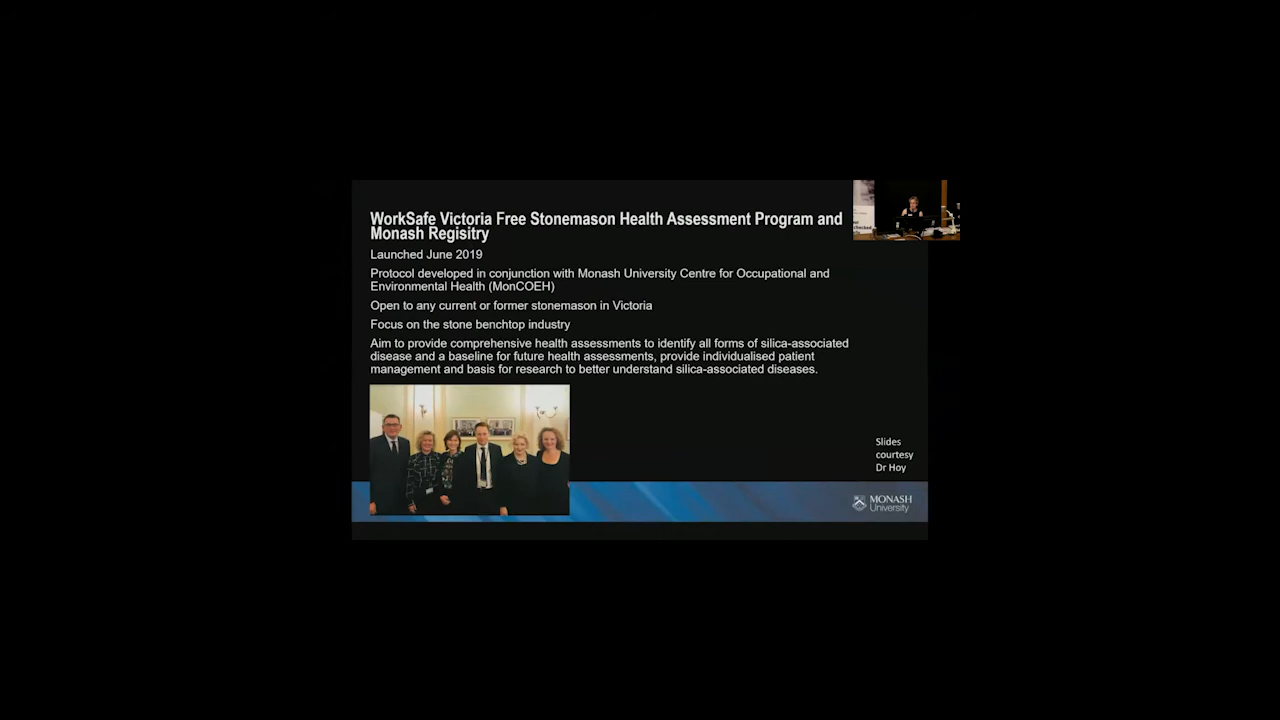 WorkSafe Victoria Free Stonemason Health Assessment Program and
Monash Regisitry
Launched June 2019
Protocol developed in conjunction with Monash University Centre for Occupational and
Environmental Health (MonCOEH)
Open to any current or former stonemason in Victoria
Focus on the stone benchtop industry
Aim to provide comprehensive health assessments to identify all forms of silica-associated
disease and a baseline for future health assessments, provide individualised patient
management and basis for research to better understand silica-associated diseases.
Slides
courtesy
Dr Hoy
MONASH
University